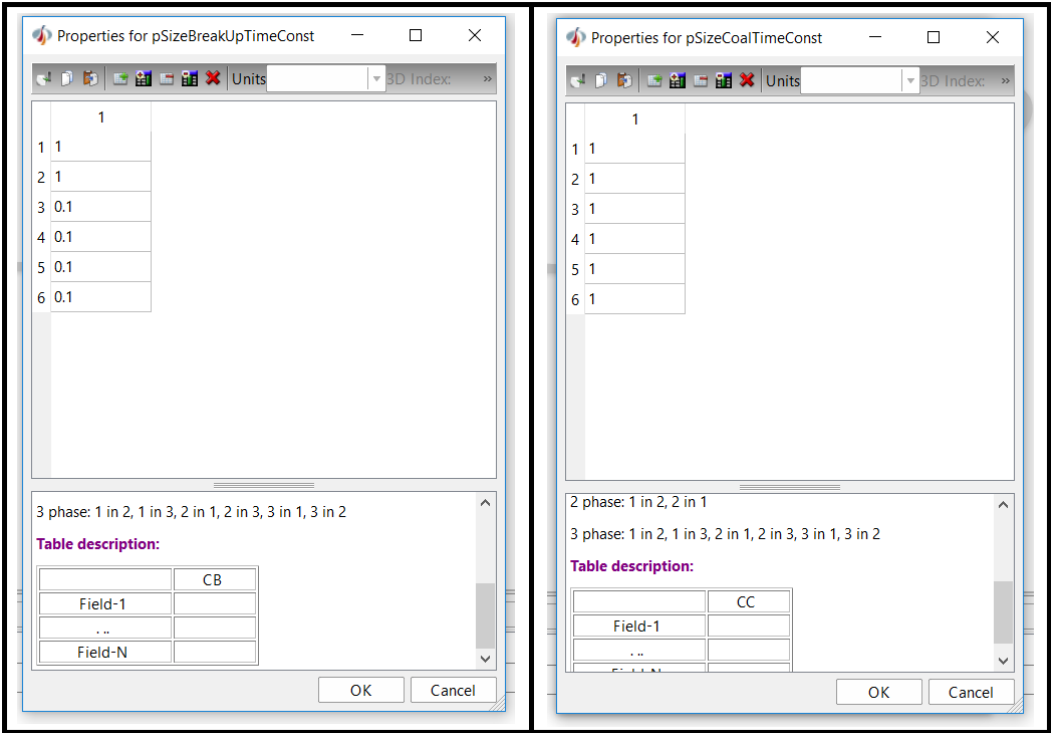 Properties for pSizeBreakUpTimeConst
Units 3D Index: »
1
1 1
2 1
3 0.1
4 0.1
5 0.1
6 0.1
3 phase: 1 in 2, 1 in 3, 2 in 1, 2 in 3, 3 in 1, 3 in 2
Table description:
CB
Field-1
...
Field-N
OK Cancel
Properties for pSizeCoalTimeConst
Units 3D Index: »
1
1 1
2 1
3 1
4 1
5 1
6 1
2 phase: 1 in 2, 2 in 1
3 phase: 1 in 2, 1 in 3, 2 in 1, 2 in 3, 3 in 1, 3 in 2
Table description:
CC
Field-1
...
Field-N
OK Cancel